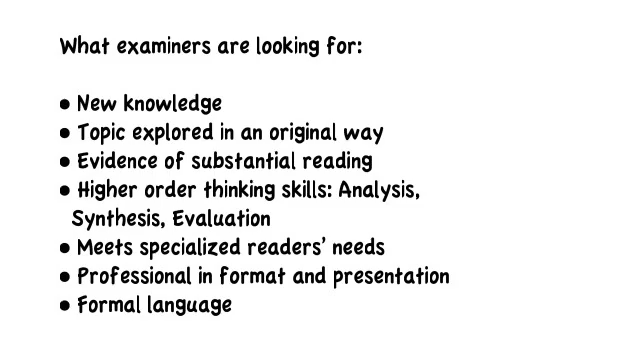 What examiners are looking for:
• New knowledge
• Topic explored in an original way
• Evidence of substantial reading
• Higher order thinking skills: Analysis,
Synthesis, Evaluation
• Meets specialized readers' needs
• Professional in format and presentation
• Formal language